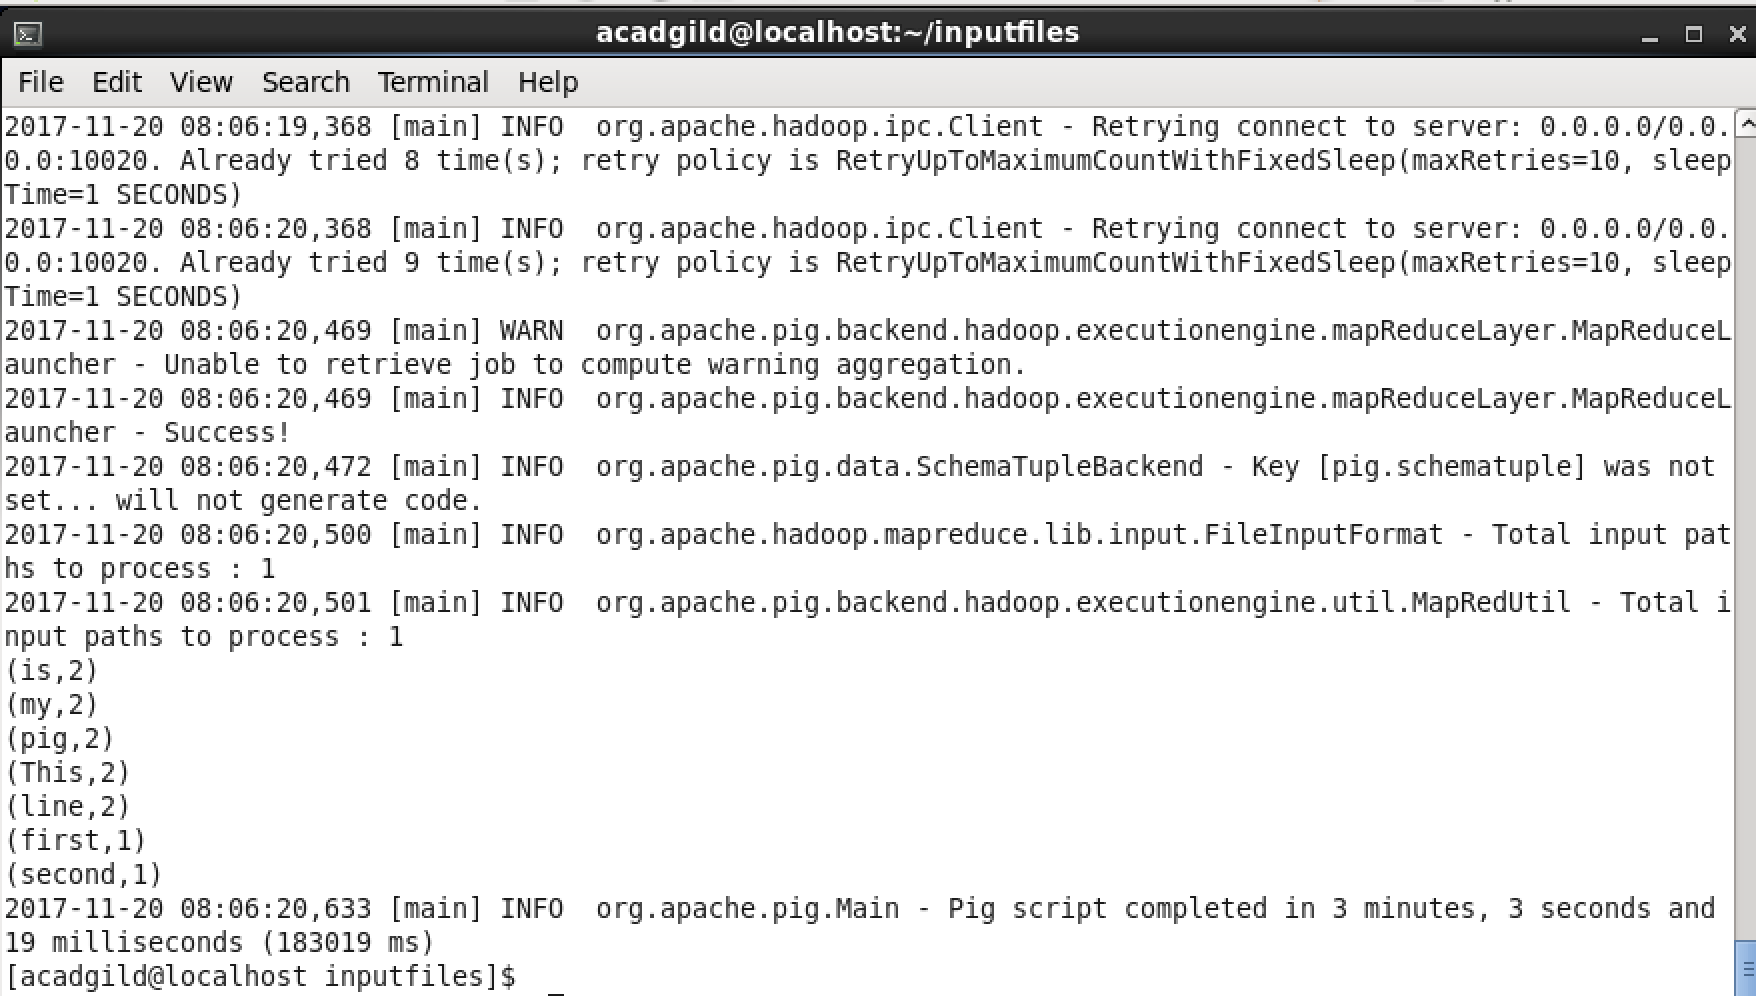 acadgild@localhost:~/inputfiles
File Edit View Search Terminal Help
2017-11-20 08:06:19,368 [main] INFO  org.apache.hadoop.ipc.Client - Retrying connect to server: 0.0.0.0/0.0.
0.0:10020. Already tried 8 time(s); retry policy is RetryUpToMaximumCountWithFixedSleep(maxRetries=10, sleep
Time=1 SECONDS)
2017-11-20 08:06:20,368 [main] INFO  org.apache.hadoop.ipc.Client - Retrying connect to server: 0.0.0.0/0.0.
0.0:10020. Already tried 9 time(s); retry policy is RetryUpToMaximumCountWithFixedSleep(maxRetries=10, sleep
Time=1 SECONDS)
2017-11-20 08:06:20,469 [main] WARN  org.apache.pig.backend.hadoop.executionengine.mapReduceLayer.MapReduceL
auncher - Unable to retrieve job to compute warning aggregation.
2017-11-20 08:06:20,469 [main] INFO  org.apache.pig.backend.hadoop.executionengine.mapReduceLayer.MapReduceL
auncher - Success!
2017-11-20 08:06:20,472 [main] INFO  org.apache.pig.data.SchemaTupleBackend - Key [pig.schematuple] was not
set... will not generate code.
2017-11-20 08:06:20,500 [main] INFO  org.apache.hadoop.mapreduce.lib.input.FileInputFormat - Total input pat
hs to process : 1
2017-11-20 08:06:20,501 [main] INFO  org.apache.pig.backend.hadoop.executionengine.util.MapRedUtil - Total i
nput paths to process : 1
(is,2)
(my,2)
(pig,2)
(This,2)
(line,2)
(first,1)
(second,1)
2017-11-20 08:06:20,633 [main] INFO  org.apache.pig.Main - Pig script completed in 3 minutes, 3 seconds and
19 milliseconds (183019 ms)
[acadgild@localhost inputfiles]$